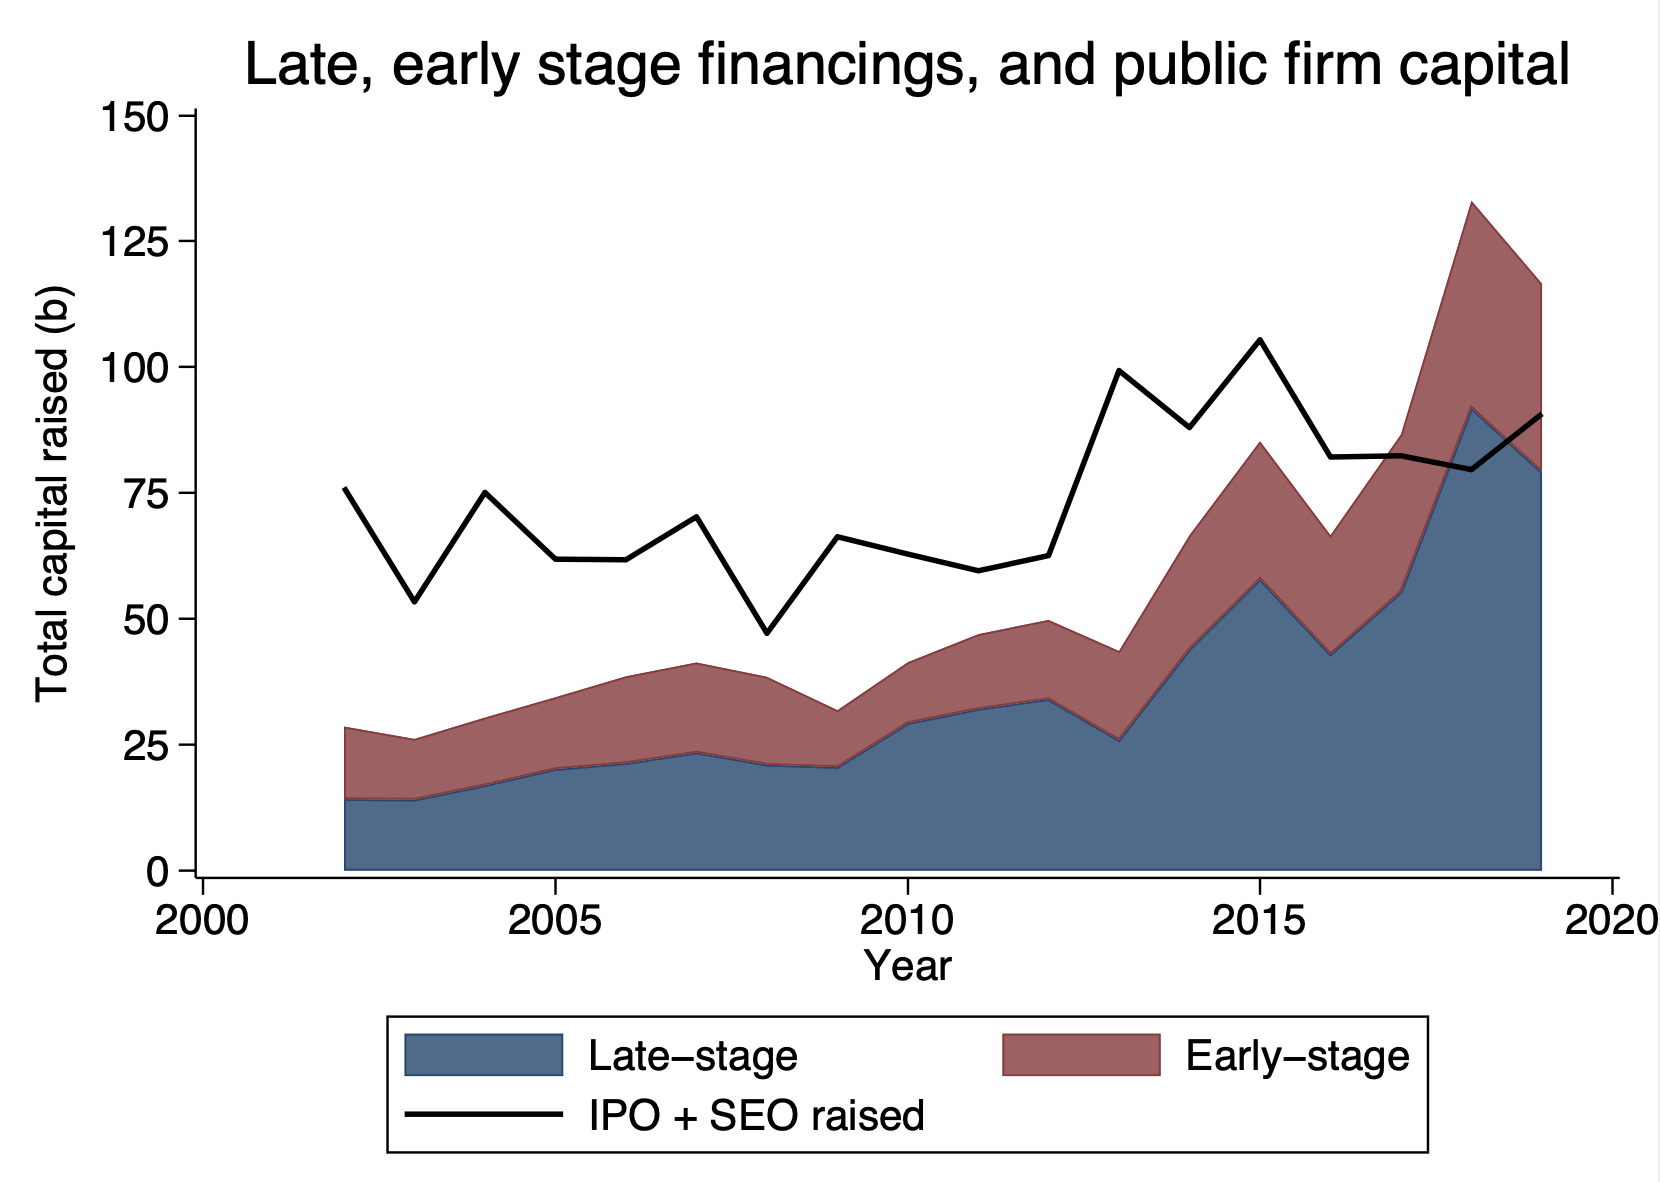 Late, early stage financings, and public firm capital
150
125
100
75
50
25
0
Total capital raised (b)
2000 2005 2010 2015 2020
Year
Late−stage Early−stage
IPO + SEO raised